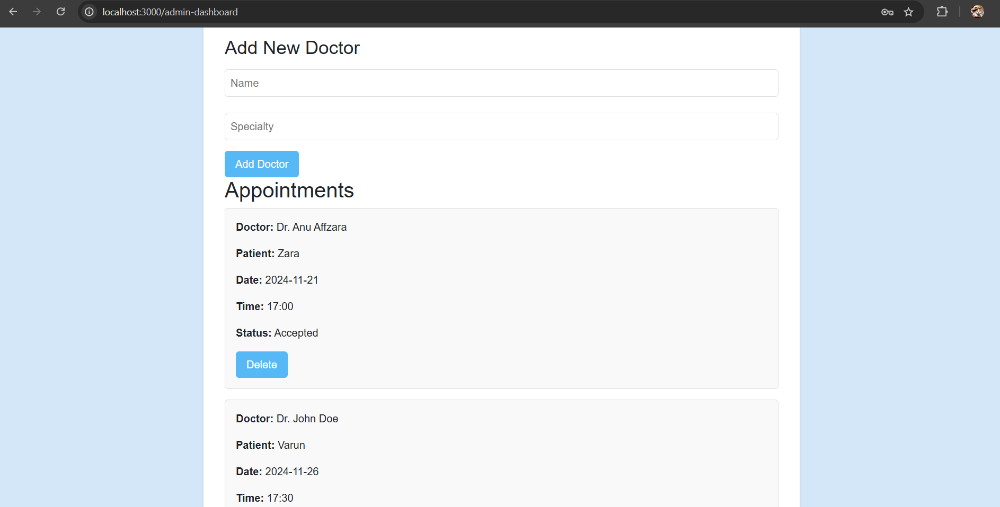 localhost:3000/admin-dashboard
Add New Doctor
Name
Specialty
Add Doctor
Appointments
Doctor: Dr. Anu Affzara
Patient: Zara
Date: 2024-11-21
Time: 17:00
Status: Accepted
Delete
Doctor: Dr. John Doe
Patient: Varun
Date: 2024-11-26
Time: 17:30